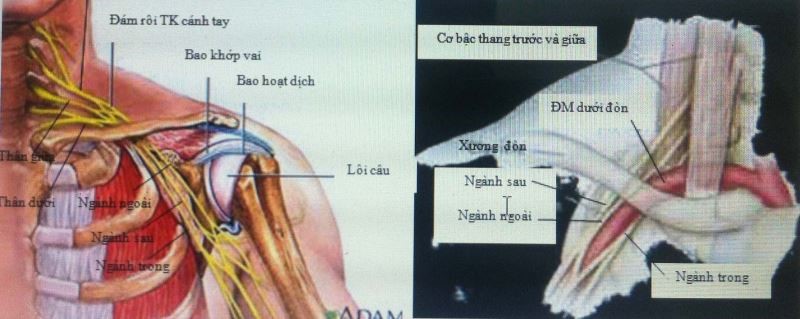 Đám rối TK cánh tay
Bao khớp vai
Bao hoạt dịch
Lồi cầu
Thân giữa
Thân dưới
Ngành ngoài
Ngành sau
Ngành trong
ADAM
Cơ bậc thang trước và giữa
ĐM dưới đòn
Xương đòn
Ngành sau
Ngành ngoài
Ngành trong